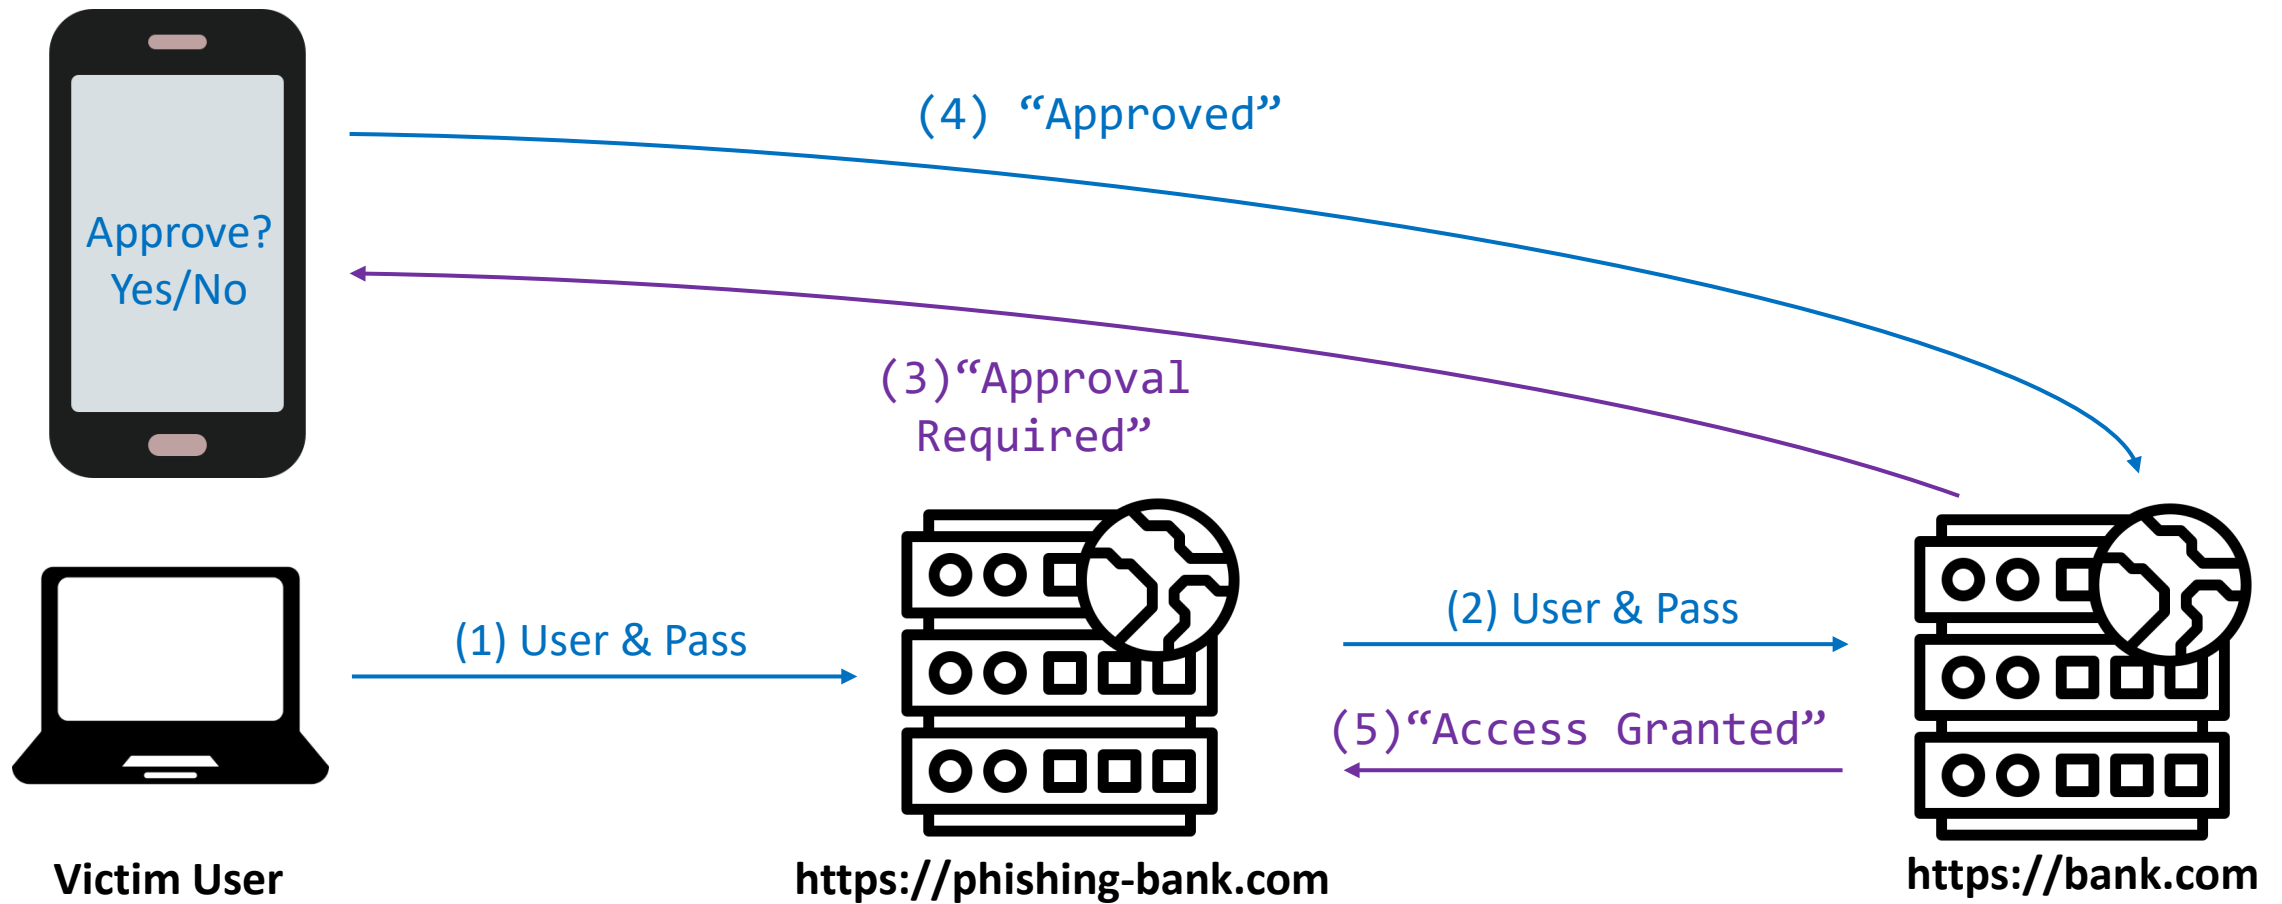 (4) “Approved”
Approve?
Yes/No
(3)“Approval
Required”
(1) User & Pass
(2) User & Pass
(5)“Access Granted”
Victim User
https://phishing-bank.com
https://bank.com